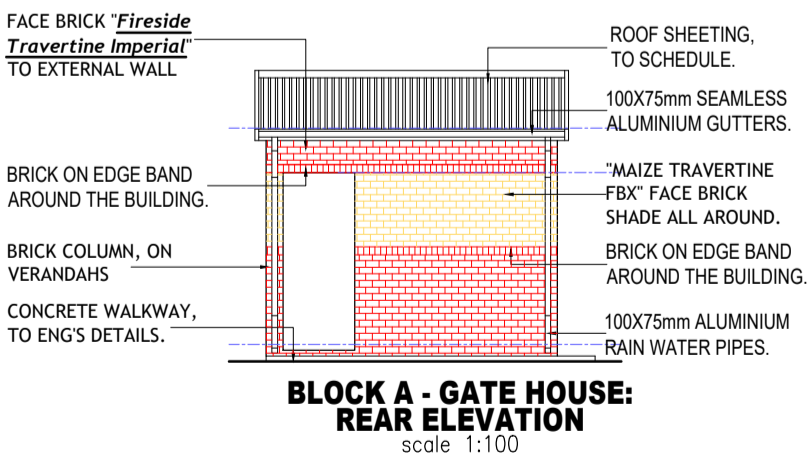 FACE BRICK "Fireside
Travertine Imperial"
TO EXTERNAL WALL
BRICK ON EDGE BAND
AROUND THE BUILDING.
BRICK COLUMN, ON
VERANDAHS
CONCRETE WALKWAY,
TO ENG'S DETAILS.
ROOF SHEETING,
TO SCHEDULE.
100X75mm SEAMLESS
ALUMINIUM GUTTERS.
"MAIZE TRAVERTINE
FBX" FACE BRICK
SHADE ALL AROUND.
BRICK ON EDGE BAND
AROUND THE BUILDING.
100X75mm ALUMINIUM
RAIN WATER PIPES.
BLOCK A - GATE HOUSE:
REAR ELEVATION
scale 1:100